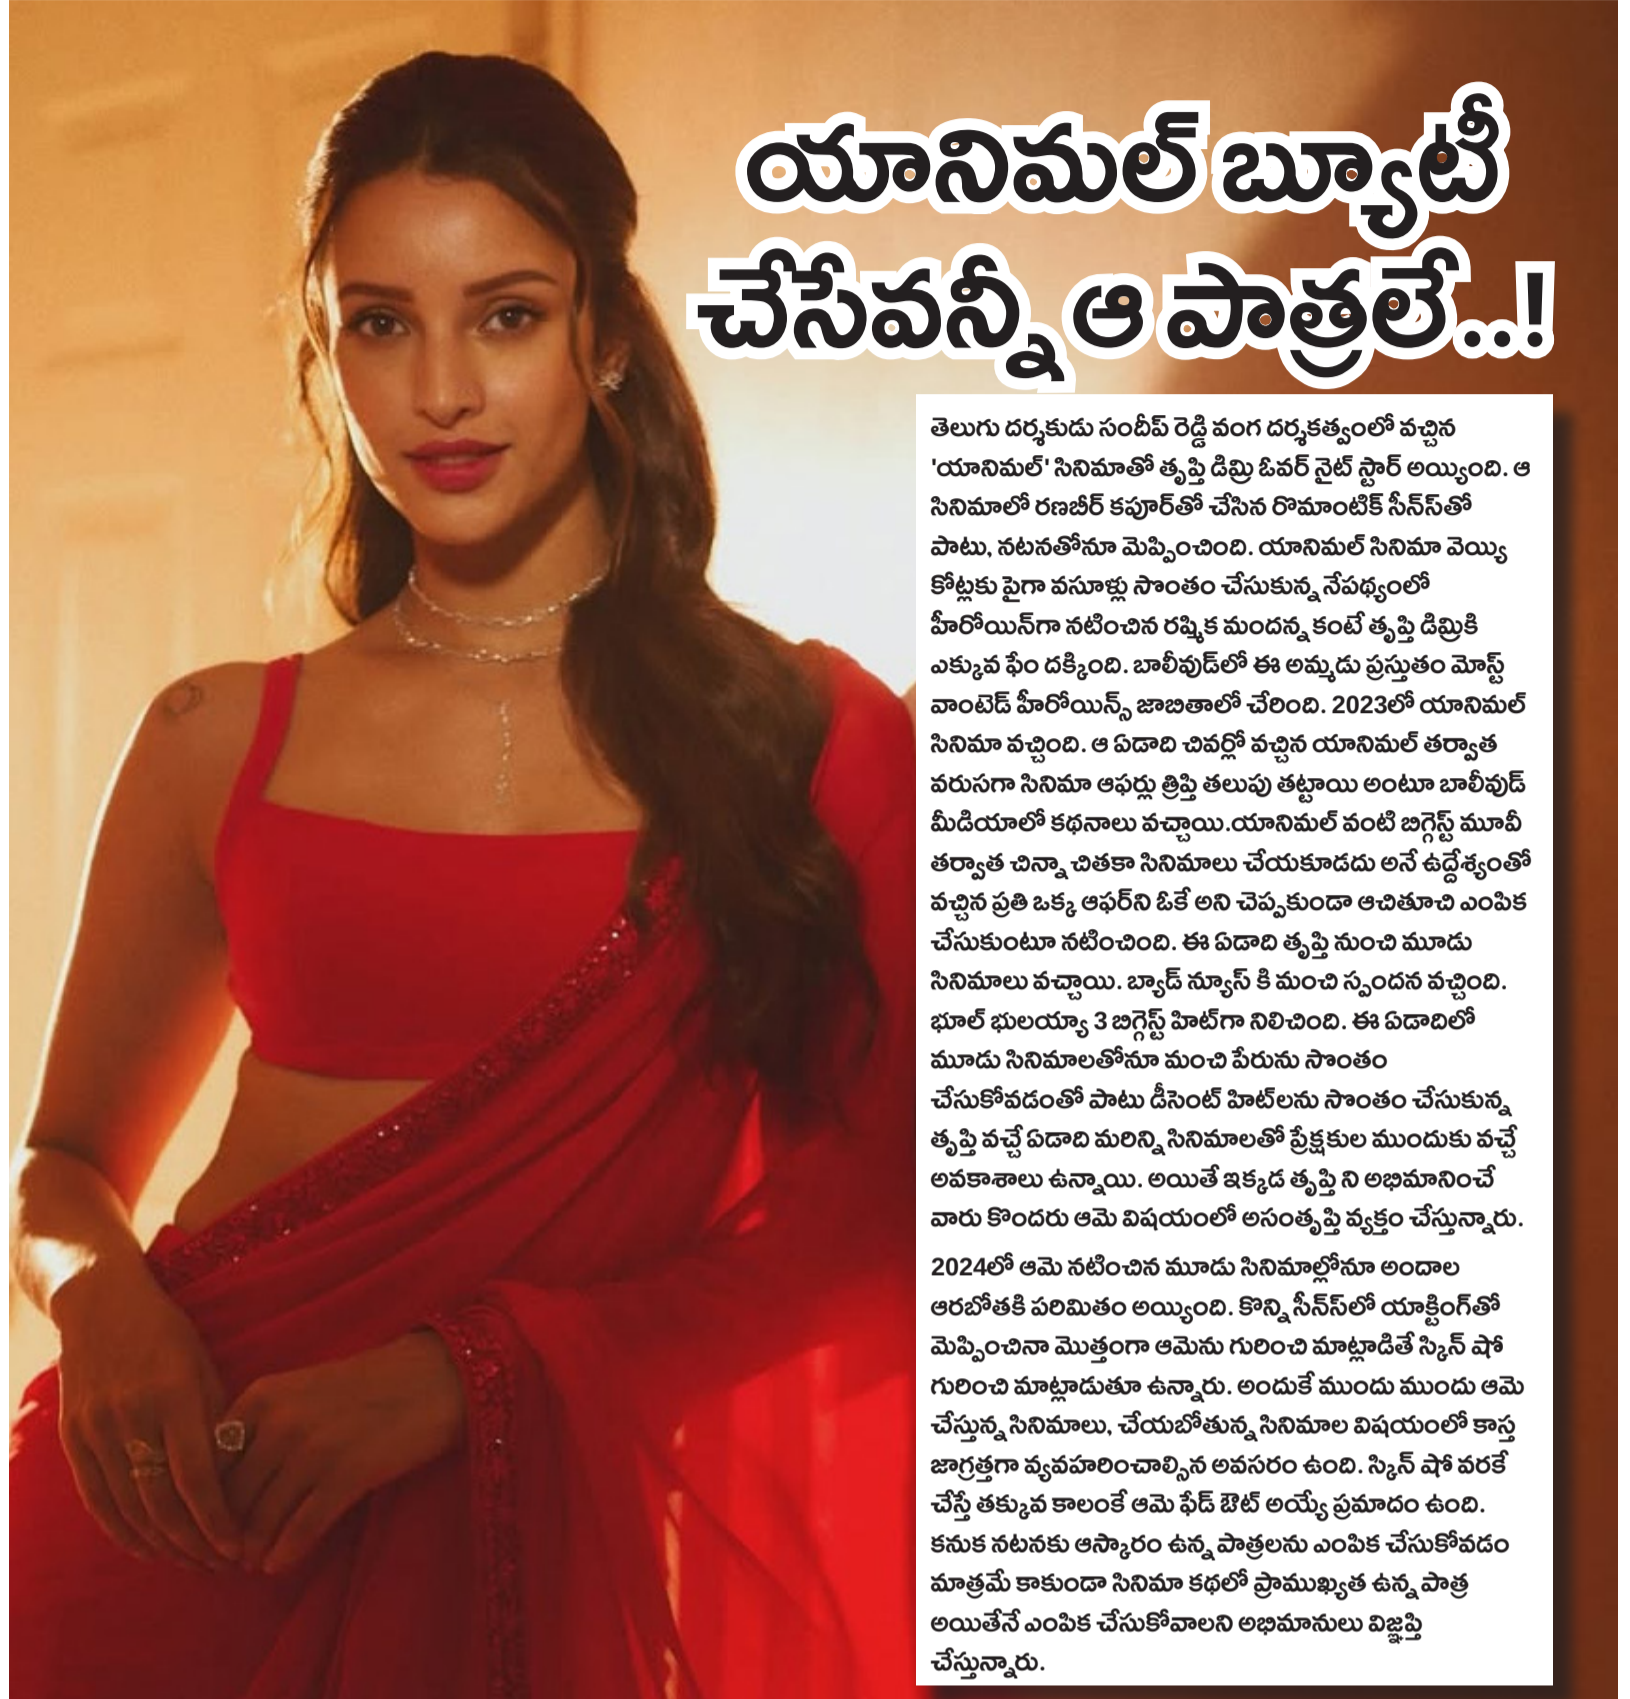 యానిమల్ బ్యూటీ
చేసేవన్నీ ఆ పాత్రలే..!
తెలుగు దర్శకుడు సందీప్ రెడ్డి వంగ దర్శకత్వంలో వచ్చిన
'యానిమల్' సినిమాతో తృప్తి డిమ్రి ఓవర్ నైట్ స్టార్ అయ్యింది. ఆ
సినిమాలో రణబీర్ కపూర్‌తో చేసిన రొమాంటిక్ సీన్స్‌తో
పాటు, నటనతోనూ మెప్పించింది. యానిమల్ సినిమా వెయ్యి
కోట్లకు పైగా వసూళ్లు సొంతం చేసుకున్న నేపథ్యంలో
హీరోయిన్‌గా నటించిన రష్మిక మందన్న కంటే తృప్తి డిమ్రికి
ఎక్కువ ఫేం దక్కింది. బాలీవుడ్‌లో ఈ అమ్మడు ప్రస్తుతం మోస్ట్
వాంటెడ్ హీరోయిన్స్ జాబితాలో చేరింది. 2023లో యానిమల్
సినిమా వచ్చింది. ఆ ఏడాది చివర్లో వచ్చిన యానిమల్ తర్వాత
వరుసగా సినిమా ఆఫర్లు త్రిప్తి తలుపు తట్టాయి అంటూ బాలీవుడ్
మీడియాలో కథనాలు వచ్చాయి.యానిమల్ వంటి బిగ్గెస్ట్ మూవీ
తర్వాత చిన్నా చితకా సినిమాలు చేయకూడదు అనే ఉద్దేశ్యంతో
వచ్చిన ప్రతి ఒక్క ఆఫర్‌ని ఓకే అని చెప్పకుండా ఆచితూచి ఎంపిక
చేసుకుంటూ నటించింది. ఈ ఏడాది తృప్తి నుంచి మూడు
సినిమాలు వచ్చాయి. బ్యాడ్ న్యూస్ కి మంచి స్పందన వచ్చింది.
భూల్ భులయ్యా 3 బిగ్గెస్ట్ హిట్‌గా నిలిచింది. ఈ ఏడాదిలో
మూడు సినిమాలతోనూ మంచి పేరును సొంతం
చేసుకోవడంతో పాటు డీసెంట్ హిట్‌లను సొంతం చేసుకున్న
తృప్తి వచ్చే ఏడాది మరిన్ని సినిమాలతో ప్రేక్షకుల ముందుకు వచ్చే
అవకాశాలు ఉన్నాయి. అయితే ఇక్కడ తృప్తి ని అభిమానించే
వారు కొందరు ఆమె విషయంలో అసంతృప్తి వ్యక్తం చేస్తున్నారు.
2024లో ఆమె నటించిన మూడు సినిమాల్లోనూ అందాల
ఆరబోతకి పరిమితం అయ్యింది. కొన్ని సీన్స్‌లో యాక్టింగ్‌తో
మెప్పించినా మొత్తంగా ఆమెను గురించి మాట్లాడితే స్కిన్ షో
గురించి మాట్లాడుతూ ఉన్నారు. అందుకే ముందు ముందు ఆమె
చేస్తున్న సినిమాలు, చేయబోతున్న సినిమాల విషయంలో కాస్త
జాగ్రత్తగా వ్యవహరించాల్సిన అవసరం ఉంది. స్కిన్ షో వరకే
చేస్తే తక్కువ కాలంకే ఆమె ఫేడ్ ఔట్ అయ్యే ప్రమాదం ఉంది.
కనుక నటనకు ఆస్కారం ఉన్న పాత్రలను ఎంపిక చేసుకోవడం
మాత్రమే కాకుండా సినిమా కథలో ప్రాముఖ్యత ఉన్న పాత్ర
అయితేనే ఎంపిక చేసుకోవాలని అభిమానులు విజ్ఞప్తి
చేస్తున్నారు.